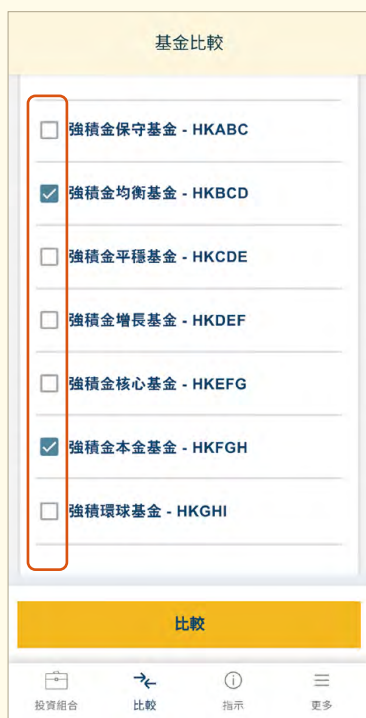 基金比較
強積金保守基金 - HKABC
強積金均衡基金 - HKBCD
強積金平穩基金 - HKCDE
強積金增長基金 - HKDEF
強積金核心基金 - HKEFG
強積金本金基金 - HKFGH
強積環球基金 - HKGHI
比較
投資組合
比較
指示
更多